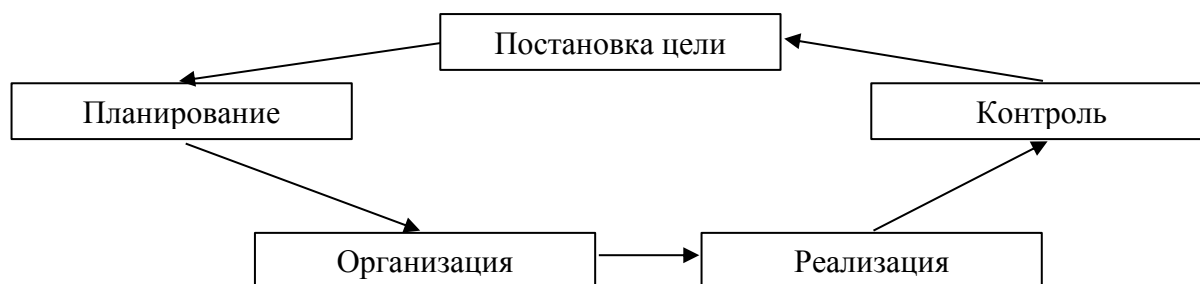 Постановка цели
Планирование
Контроль
Организация
Реализация